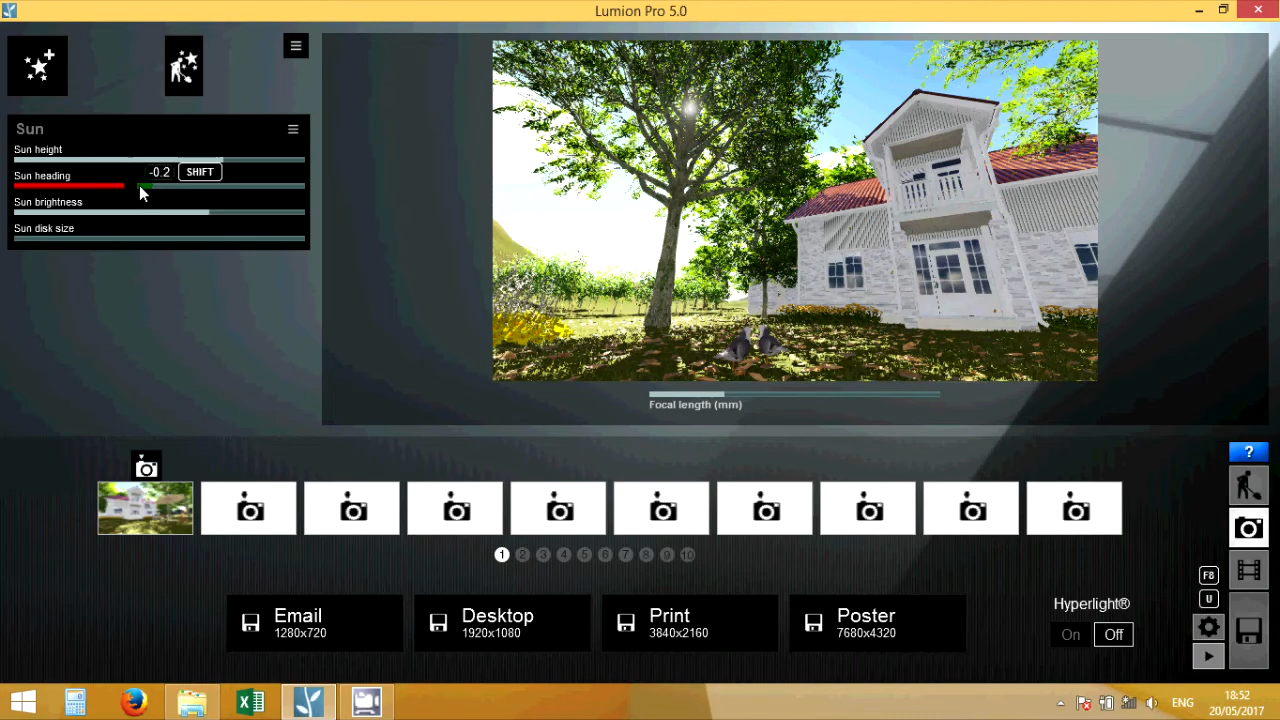 Lumion Pro 5.0
Sun
Sun height
Sun heading
-0.2
SHIFT
Sun brightness
Sun disk size
Focal length (mm)
?
1 2 3 4 5 6 7 8 9 10
F8
U
Email
1280x720
Desktop
1920x1080
Print
3840x2160
Poster
7680x4320
Hyperlight®
On
Off
ENG
18:52
20/05/2017